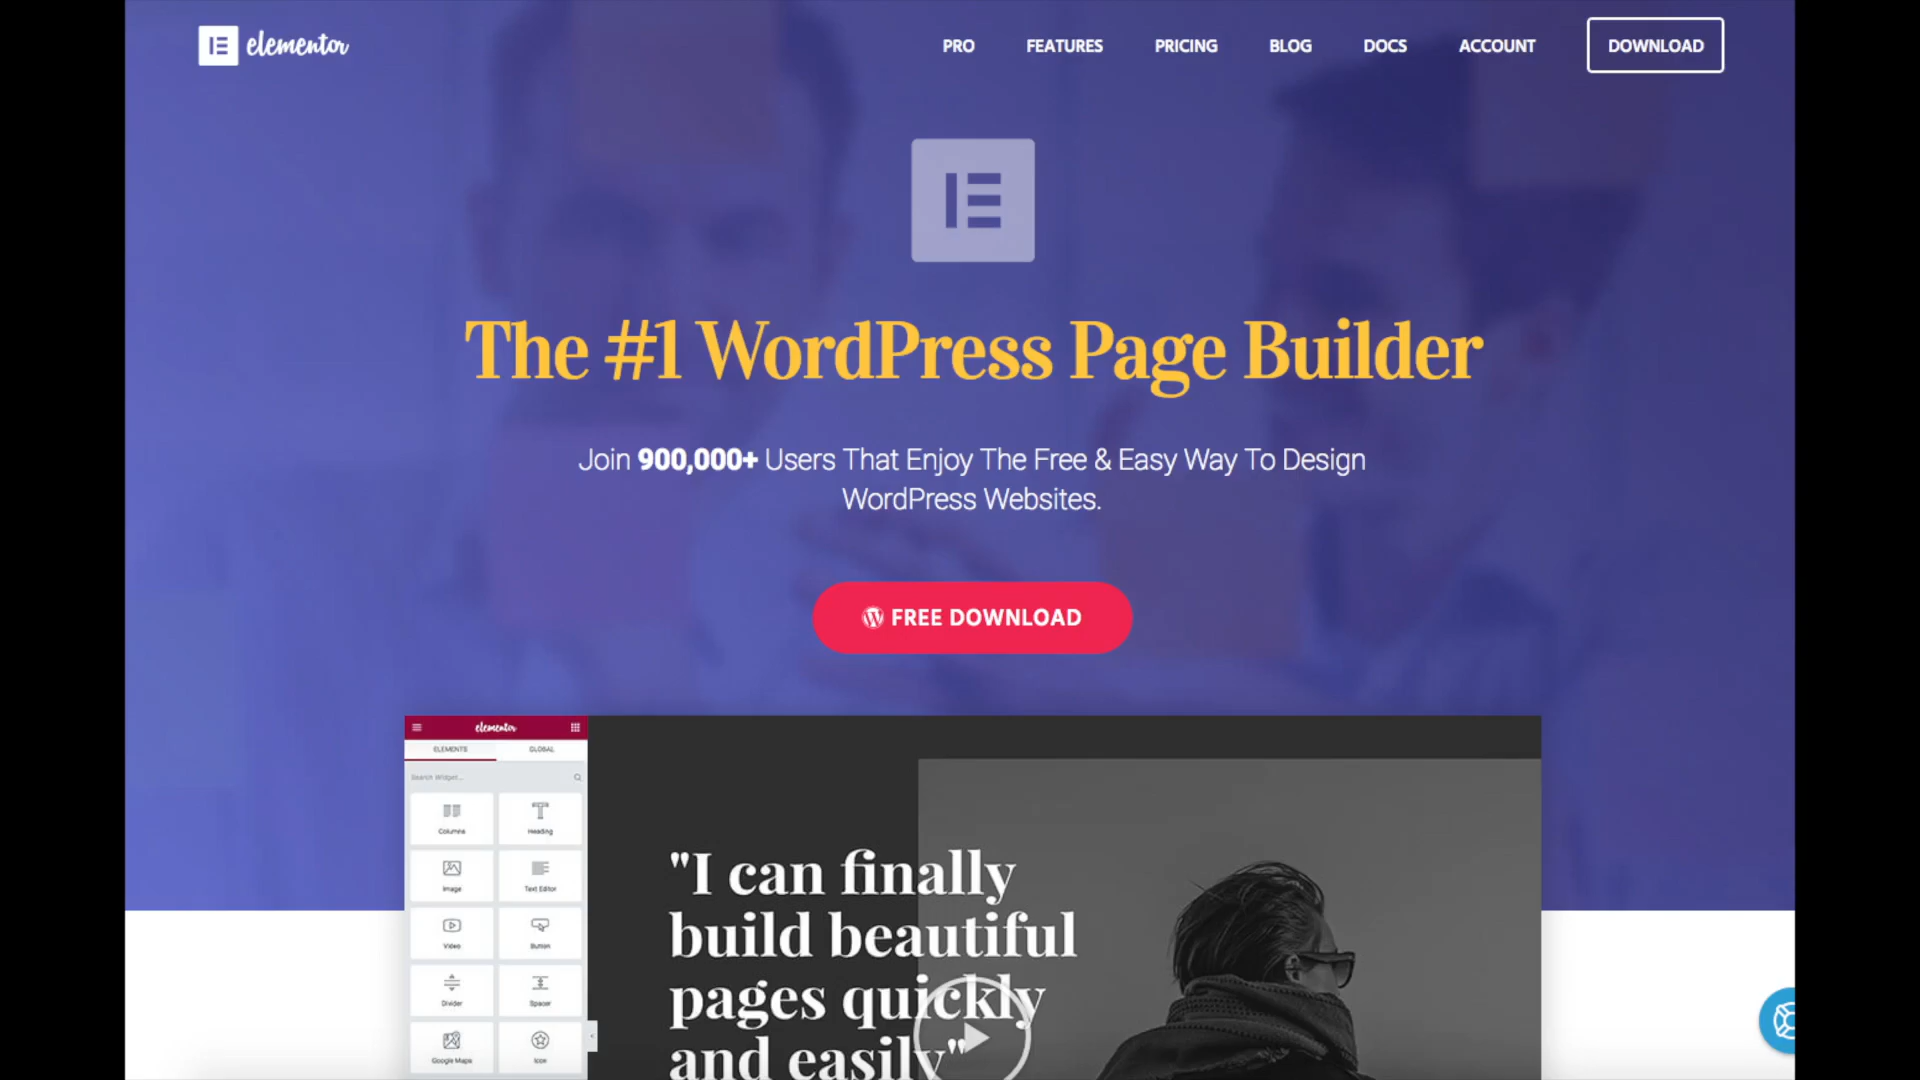 elementor
PRO FEATURES PRICING BLOG DOCS ACCOUNT DOWNLOAD
The #1 WordPress Page Builder
Join 900,000+ Users That Enjoy The Free & Easy Way To Design
WordPress Websites.
FREE DOWNLOAD
elementor
ELEMENTS GLOBAL
Search Widget...
Columns Heading
Image Text Editor
Video Button
Divider Spacer
Google Maps Icon
"I can finally
build beautiful
pages quickly
and easily"